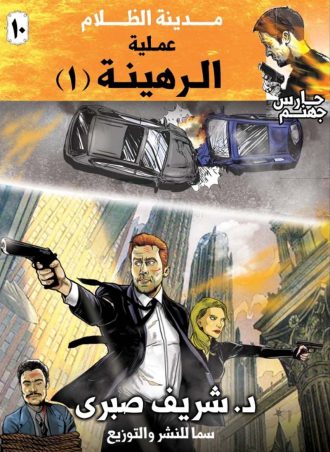 ١٠
مدينة الظلام
عملية
الرهينة (١)
حارس
جهنم
د. شريف صبرى
سما للنشر والتوزيع